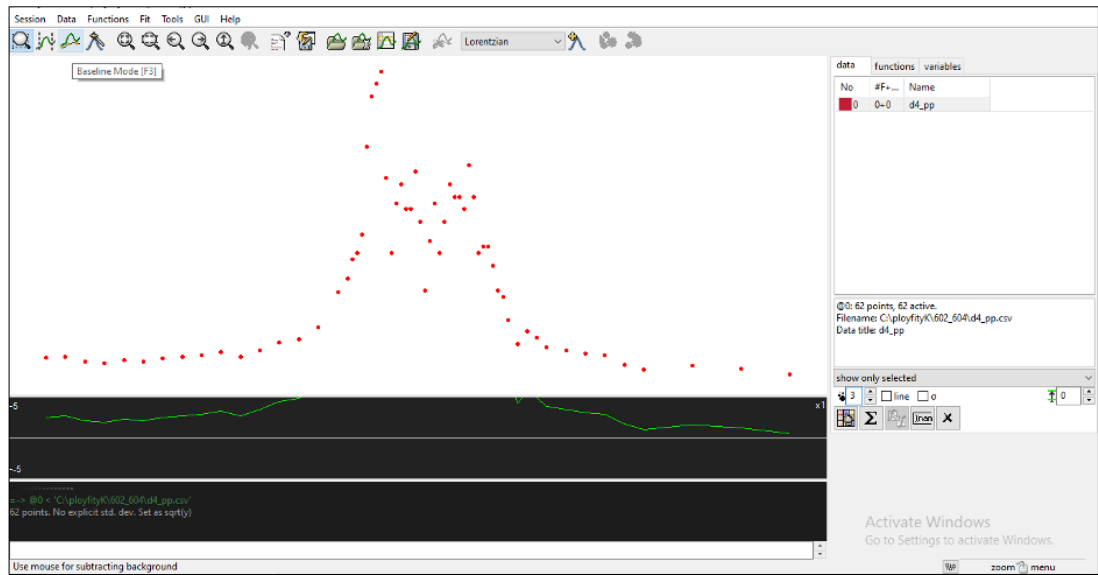 Session Data Functions Fit Tools GUI Help
Lorentzian
Baseline Mode [F3]
data functions variables
No #F+... Name
0 0+0 d4_pp
@0: 62 points, 62 active.
Filename: C:\ployfityK\602_604\d4_pp.csv
Data title: d4_pp
show only selected
3 line σ 0
-5 x1
--5
=-> @0 < 'C:\ployfityK\602_604\d4_pp.csv'
62 points. No explicit std. dev. Set as sqrt(y)
Activate Windows
Go to Settings to activate Windows.
Use mouse for subtracting background
zoom menu